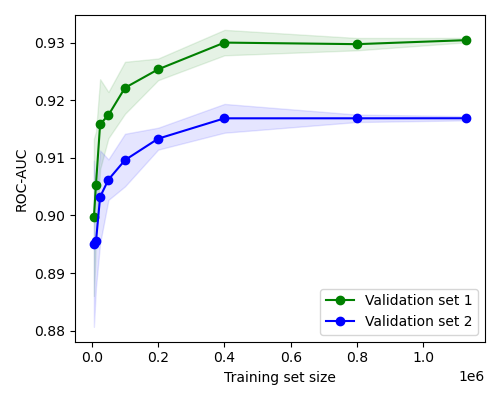 0.93
0.92
0.91
0.90
0.89
0.88
ROC-AUC
Validation set 1
Validation set 2
0.0 0.2 0.4 0.6 0.8 1.0
Training set size
1e6